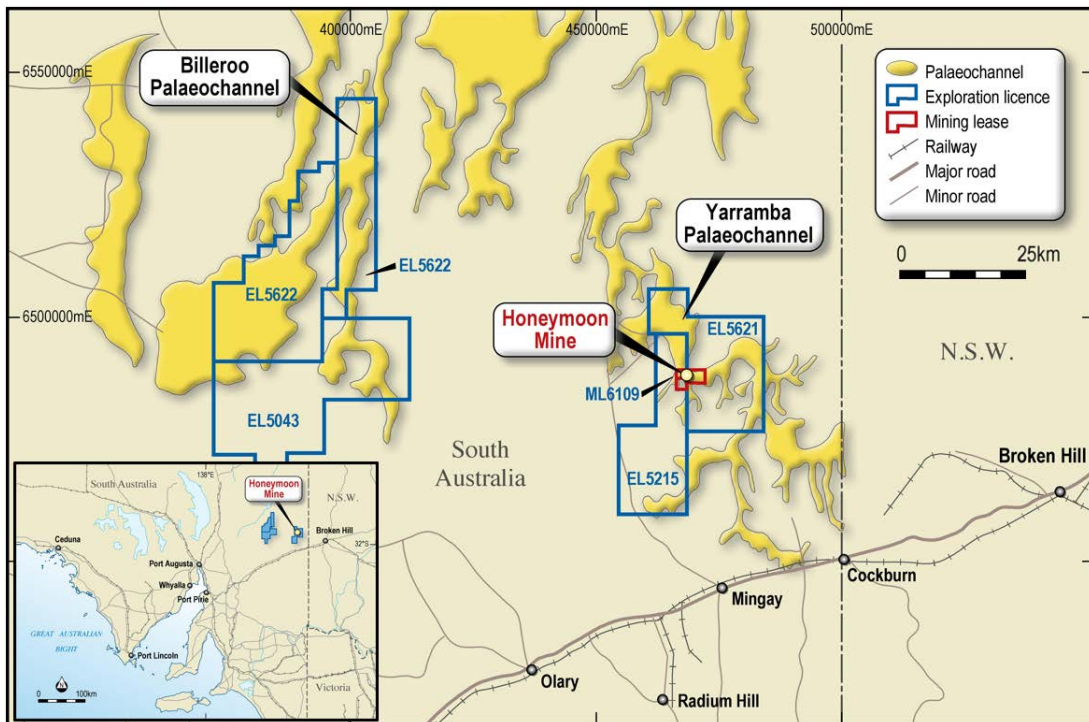 400000mE
450000mE
500000mE
6550000mE
6500000mE
Billeroo
Palaeochannel
Palaeochannel
Exploration licence
Mining lease
Railway
Major road
Minor road
0 25km
Yarramba
Palaeochannel
EL5622
EL5622
Honeymoon
Mine
EL5621
N.S.W.
ML6109
EL5043
South
Australia
EL5215
Broken Hill
Cockburn
Mingay
Olary
Radium Hill
138°E
South Australia
Honeymoon
Mine
N.S.W.
Broken Hill
32°S
Ceduna
Port Augusta
Whyalla
Port Pirie
GREAT AUSTRALIAN
BIGHT
Port Lincoln
N
0 100km
Victoria